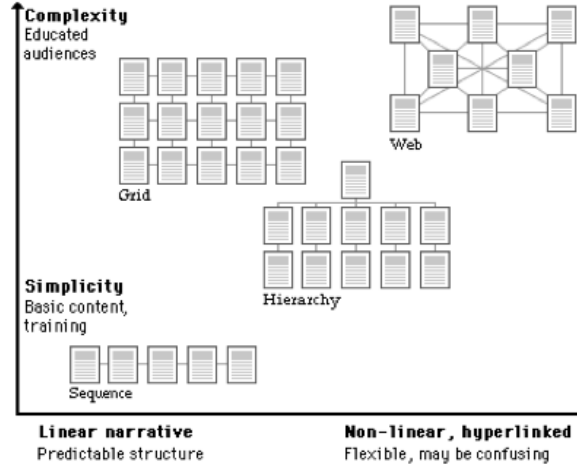 Complexity
Educated
audiences
Web
Grid
Hierarchy
Simplicity
Basic content,
training
Sequence
Linear narrative
Predictable structure
Non-linear, hyperlinked
Flexible, may be confusing